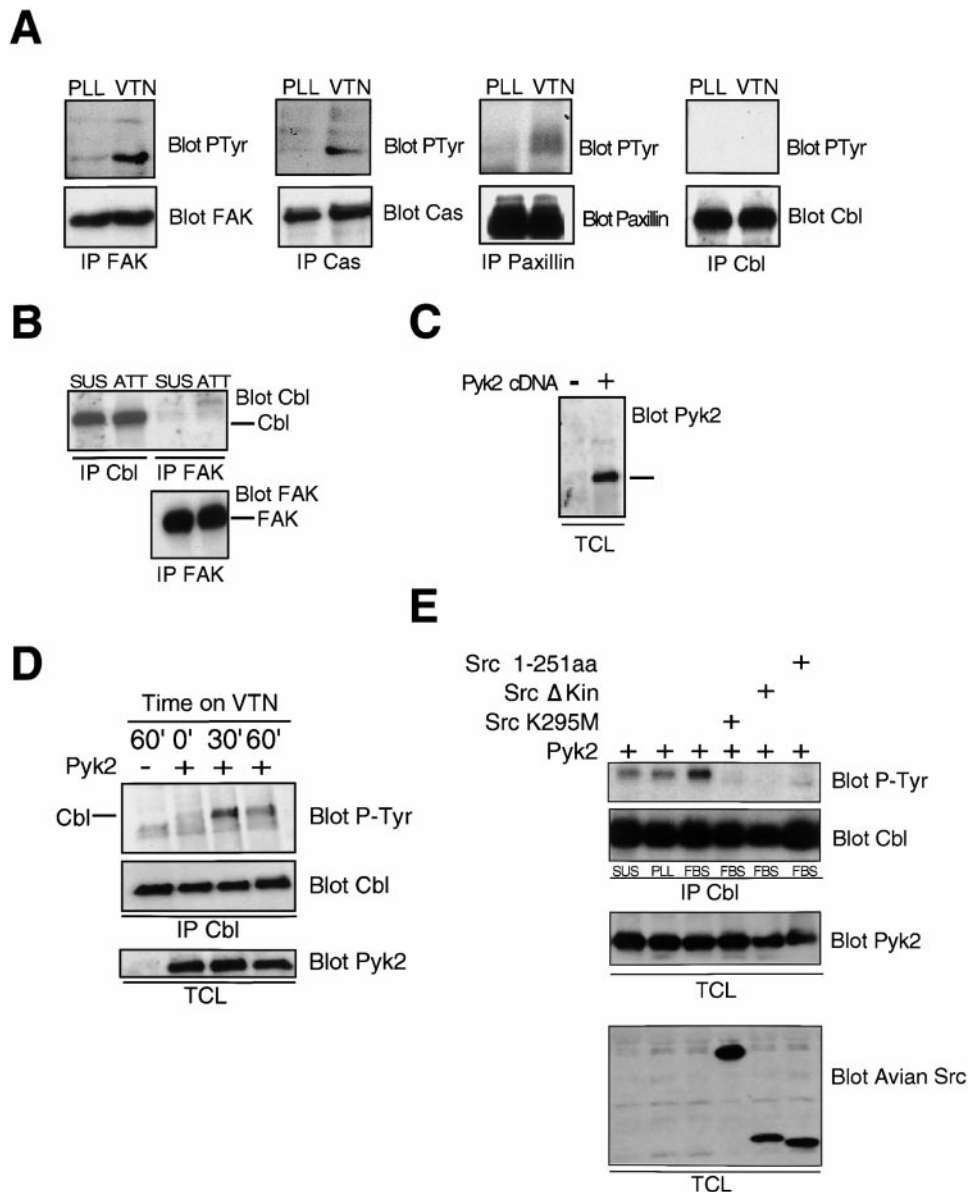 A
PLL VTN
Blot PTyr
Blot FAK
IP FAK
PLL VTN
Blot PTyr
Blot Cas
IP Cas
PLL VTN
Blot PTyr
Blot Paxillin
IP Paxillin
PLL VTN
Blot PTyr
Blot Cbl
IP Cbl
B
SUS ATT SUS ATT
Blot Cbl
Cbl
IP Cbl IP FAK
Blot FAK
FAK
IP FAK
C
Pyk2 cDNA - +
Blot Pyk2
TCL
D
Time on VTN
60' 0' 30' 60'
Pyk2 - + + +
Cbl
Blot P-Tyr
Blot Cbl
IP Cbl
Blot Pyk2
TCL
E
Src 1-251aa +
Src Δ Kin +
Src K295M +
Pyk2 + + + + + +
Blot P-Tyr
Blot Cbl
SUS PLL FBS FBS FBS FBS
IP Cbl
Blot Pyk2
TCL
Blot Avian Src
TCL